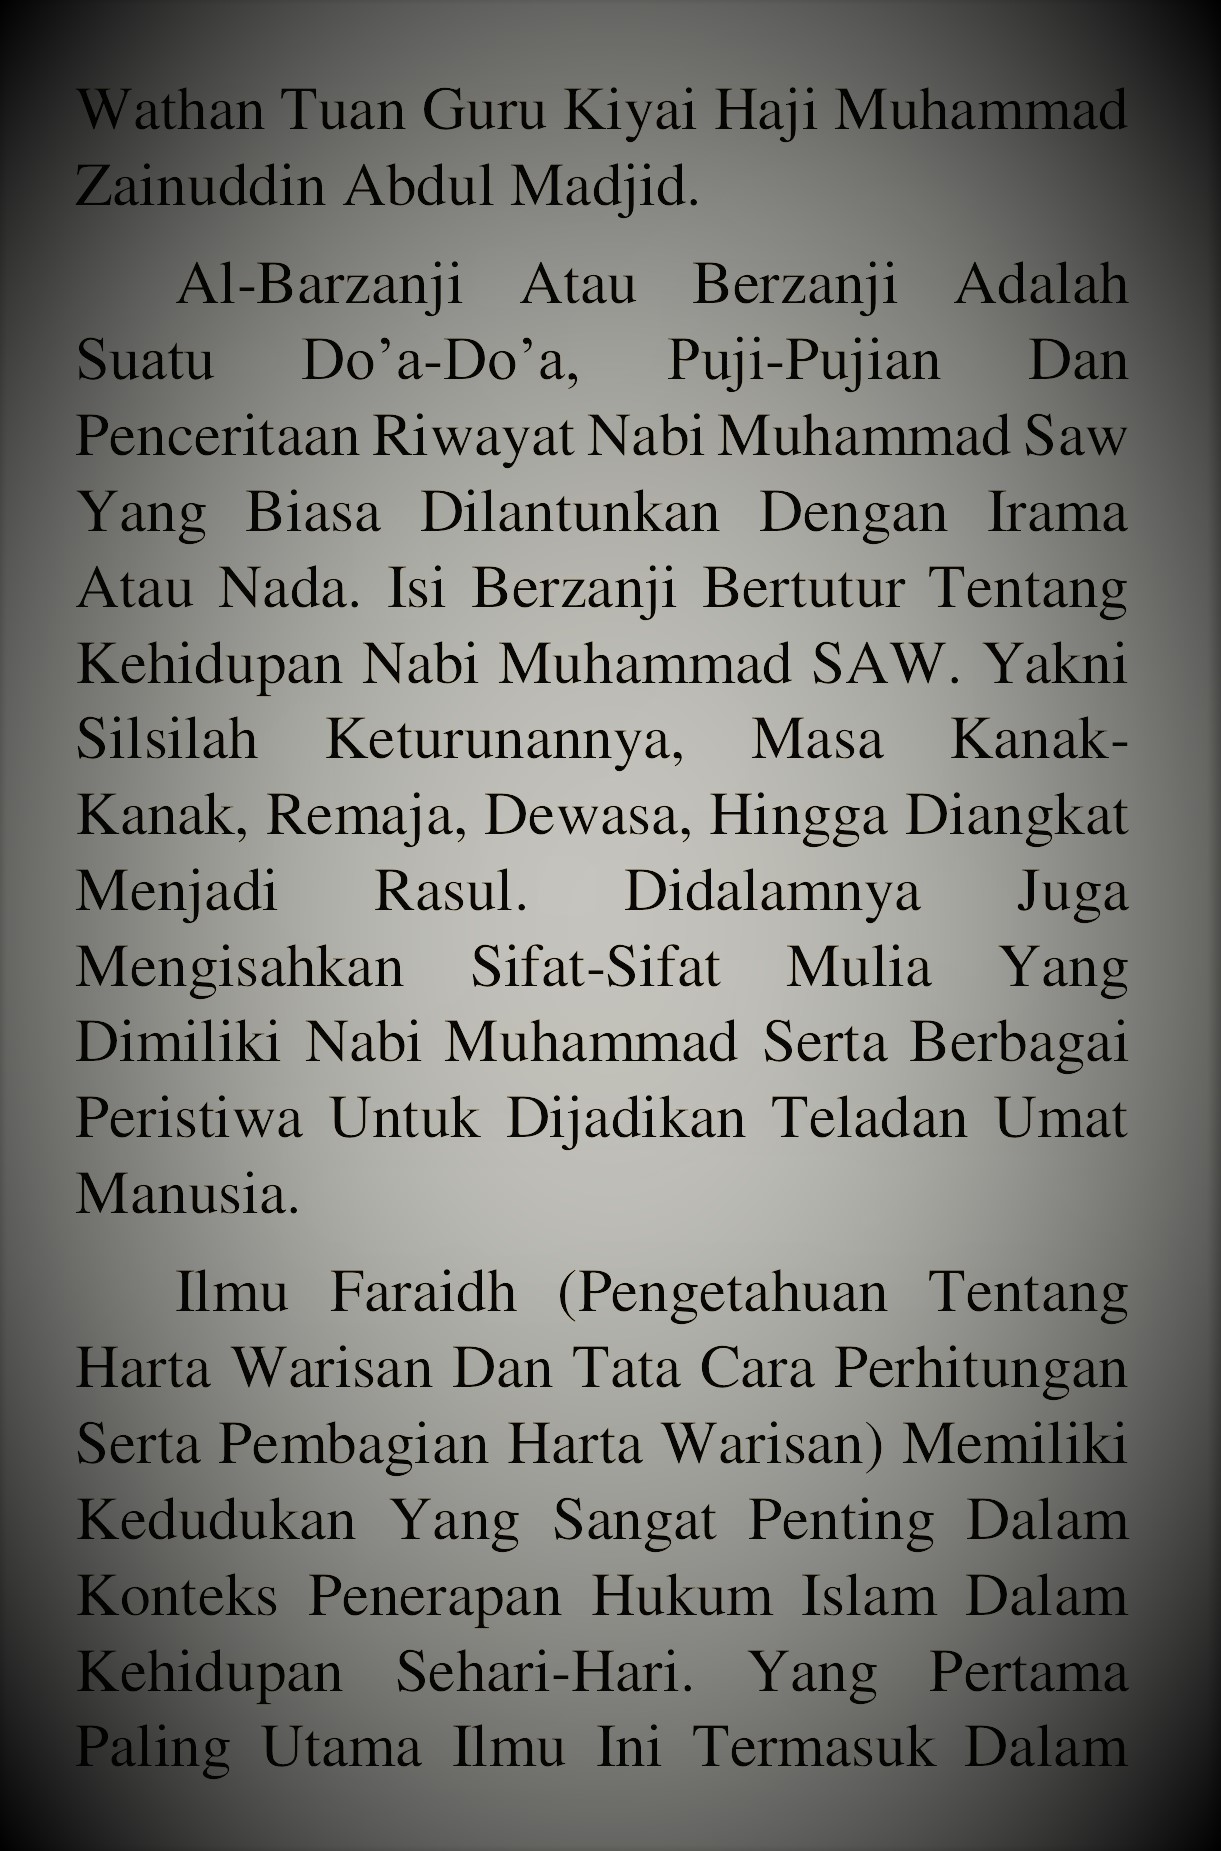 Wathan Tuan Guru Kiyai Haji Muhammad
Zainuddin Abdul Madjid.
Al-Barzanji Atau Berzanji Adalah
Suatu Do’a-Do’a, Puji-Pujian Dan
Penceritaan Riwayat Nabi Muhammad Saw
Yang Biasa Dilantunkan Dengan Irama
Atau Nada. Isi Berzanji Bertutur Tentang
Kehidupan Nabi Muhammad SAW. Yakni
Silsilah Keturunannya, Masa Kanak-
Kanak, Remaja, Dewasa, Hingga Diangkat
Menjadi Rasul. Didalamnya Juga
Mengisahkan Sifat-Sifat Mulia Yang
Dimiliki Nabi Muhammad Serta Berbagai
Peristiwa Untuk Dijadikan Teladan Umat
Manusia.
Ilmu Faraidh (Pengetahuan Tentang
Harta Warisan Dan Tata Cara Perhitungan
Serta Pembagian Harta Warisan) Memiliki
Kedudukan Yang Sangat Penting Dalam
Konteks Penerapan Hukum Islam Dalam
Kehidupan Sehari-Hari. Yang Pertama
Paling Utama Ilmu Ini Termasuk Dalam